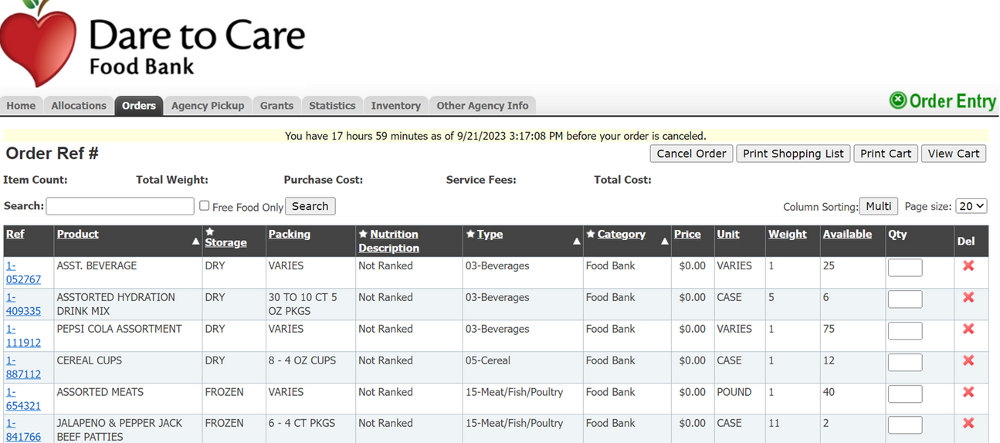 Dare to Care
Food Bank
Home Allocations Orders Agency Pickup Grants Statistics Inventory Other Agency Info Order Entry
You have 17 hours 59 minutes as of 9/21/2023 3:17:08 PM before your order is canceled.
Order Ref # Cancel Order Print Shopping List Print Cart View Cart
Item Count: Total Weight: Purchase Cost: Service Fees: Total Cost:
Search: Free Food Only Search Column Sorting: Multi Page size: 20
Ref Product Storage Packing Nutrition Description Type Category Price Unit Weight Available Qty Del
1-052767 ASST. BEVERAGE DRY VARIES Not Ranked 03-Beverages Food Bank $0.00 VARIES 1 25
1-409335 ASSTORTED HYDRATION DRINK MIX DRY 30 TO 10 CT 5 OZ PKGS Not Ranked 03-Beverages Food Bank $0.00 CASE 5 6
1-111912 PEPSI COLA ASSORTMENT DRY VARIES Not Ranked 03-Beverages Food Bank $0.00 VARIES 1 75
1-887112 CEREAL CUPS DRY 8 - 4 OZ CUPS Not Ranked 05-Cereal Food Bank $0.00 CASE 1 12
1-654321 ASSORTED MEATS FROZEN VARIES Not Ranked 15-Meat/Fish/Poultry Food Bank $0.00 POUND 1 40
1-841766 JALAPENO & PEPPER JACK BEEF PATTIES FROZEN 6 - 4 CT PKGS Not Ranked 15-Meat/Fish/Poultry Food Bank $0.00 CASE 11 2